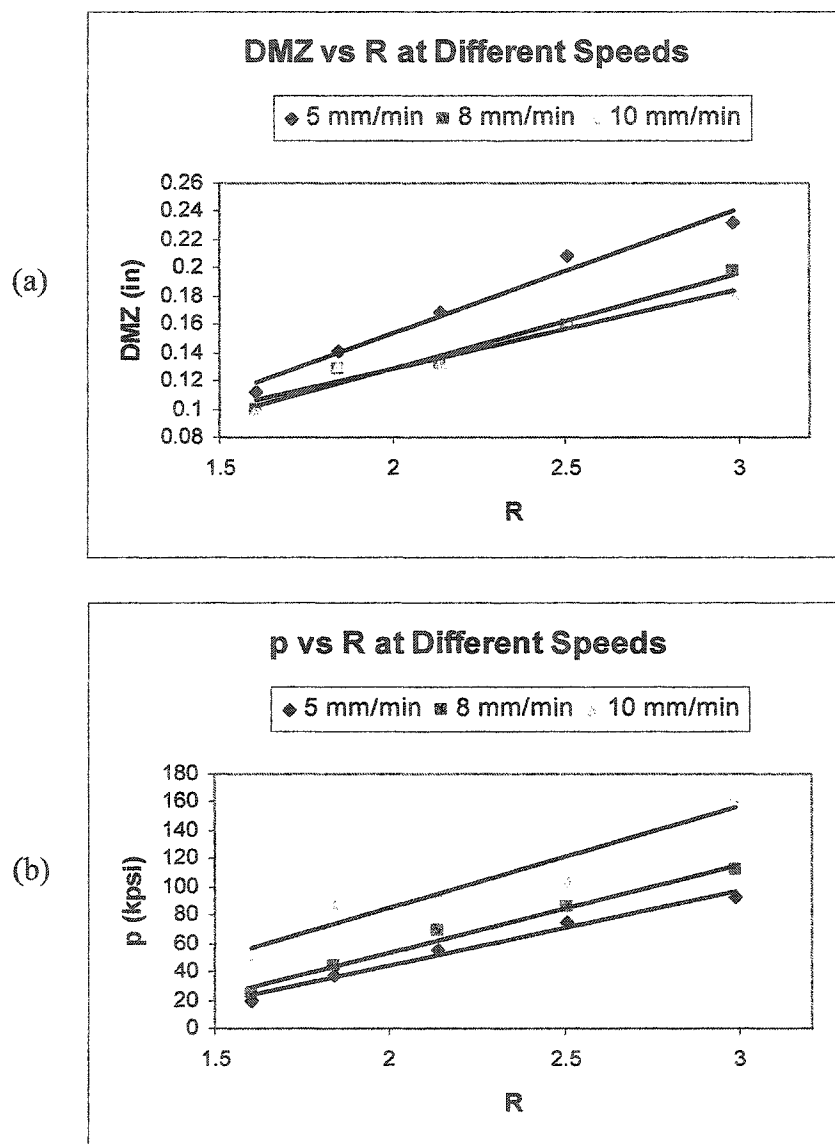 (a)
DMZ vs R at Different Speeds
5 mm/min 8 mm/min 10 mm/min
DMZ (in)
0.26
0.24
0.22
0.2
0.18
0.16
0.14
0.12
0.1
0.08
1.5 2 2.5 3
R
(b)
p vs R at Different Speeds
5 mm/min 8 mm/min 10 mm/min
p (kpsi)
180
160
140
120
100
80
60
40
20
0
1.5 2 2.5 3
R